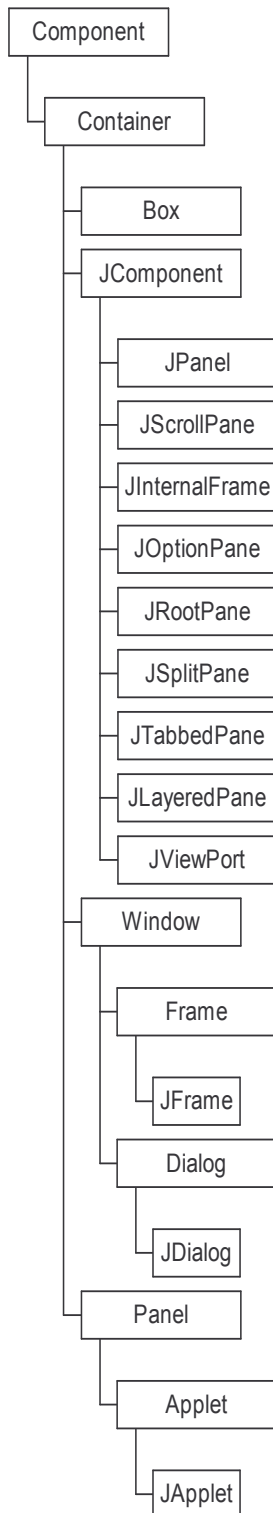 Component
Container
Box
JComponent
JPanel
JScrollPane
JInternalFrame
JOptionPane
JRootPane
JSplitPane
JTabbedPane
JLayeredPane
JViewPort
Window
Frame
JFrame
Dialog
JDialog
Panel
Applet
JApplet